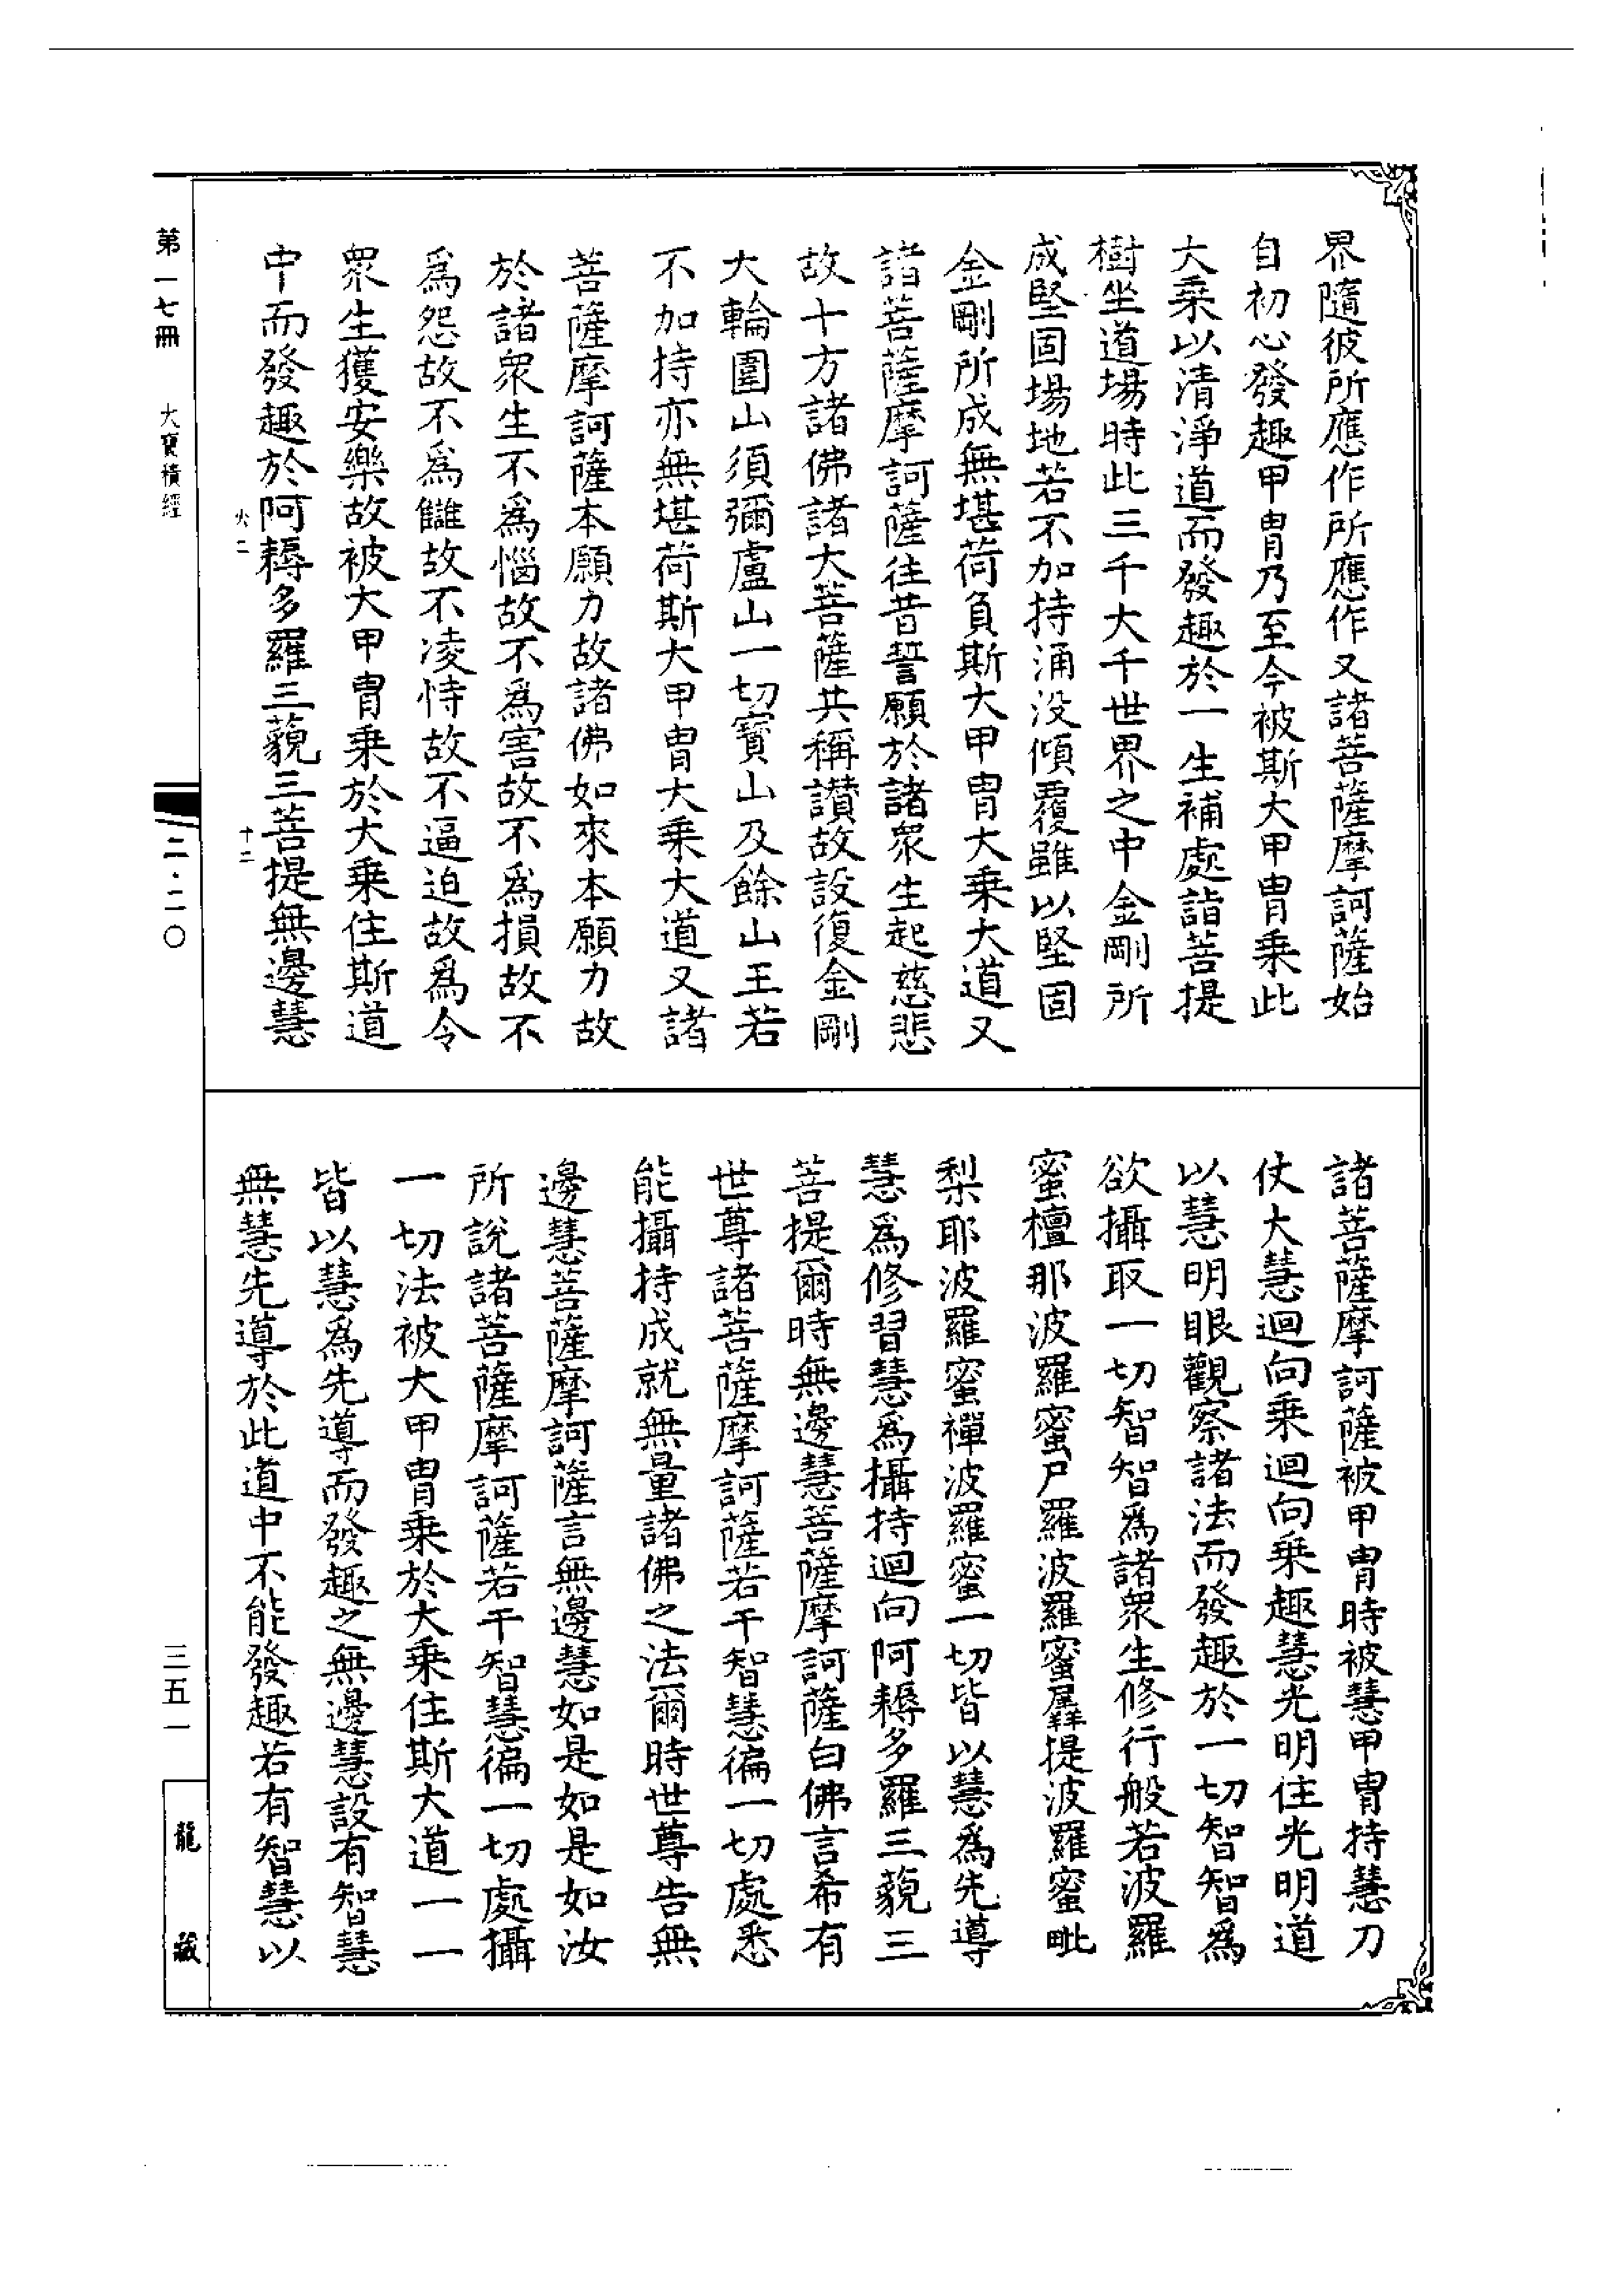 界隨彼所應作所應作又諸菩薩摩訶薩始
自初心發趣甲冑乃至今被斯大甲冑乘此
大乘以清淨道而發趣於一生補處詣菩提
樹坐道場時此三千大千世界之中金剛所
成堅固場地若不加持涌没傾覆雖以堅固
金剛所成無堪荷負斯大甲冑大乘大道又
諸菩薩摩訶薩往昔誓願於諸衆生起慈悲
故十方諸佛諸大菩薩共稱讚故設復金剛
大輪圍山須彌盧山一切寶山及餘山王若
不加持亦無堪荷斯大甲冑大乘大道又諸
菩薩摩訶薩本願力故諸佛如來本願力故
於諸衆生不爲惱故不爲害故不爲損故不
爲怨故不爲讎故不凌恃故不逼迫故爲令
衆生獲安樂故被大甲冑乘於大乘住斯道
中而發趣於阿耨多羅三藐三菩提無邊慧
諸菩薩摩訶薩被甲冑時被慧甲冑持慧刀
仗大慧迴向乘迴向乘趣慧光明住光明道
以慧明眼觀察諸法而發趣於一切智智爲
欲攝取一切智智爲諸衆生修行般若波羅
蜜檀那波羅蜜尸羅波羅蜜羼提波羅蜜毗
梨耶波羅蜜禪波羅蜜一切皆以慧爲先導
慧爲修習慧爲攝持迴向阿耨多羅三藐三
菩提爾時無邊慧菩薩摩訶薩白佛言希有
世尊諸菩薩摩訶薩若干智慧徧一切處悉
能攝持成就無量諸佛之法爾時世尊告無
邊慧菩薩摩訶薩言無邊慧如是如是如汝
所說諸菩薩摩訶薩若干智慧徧一切處攝
一切法被大甲冑乘於大乘住斯大道一一
皆以慧爲先導而發趣之無邊慧設有智慧
無慧先導於此道中不能發趣若有智慧以
第一七冊 大寶積經
火二 十二
二·二〇
三五一
龍藏